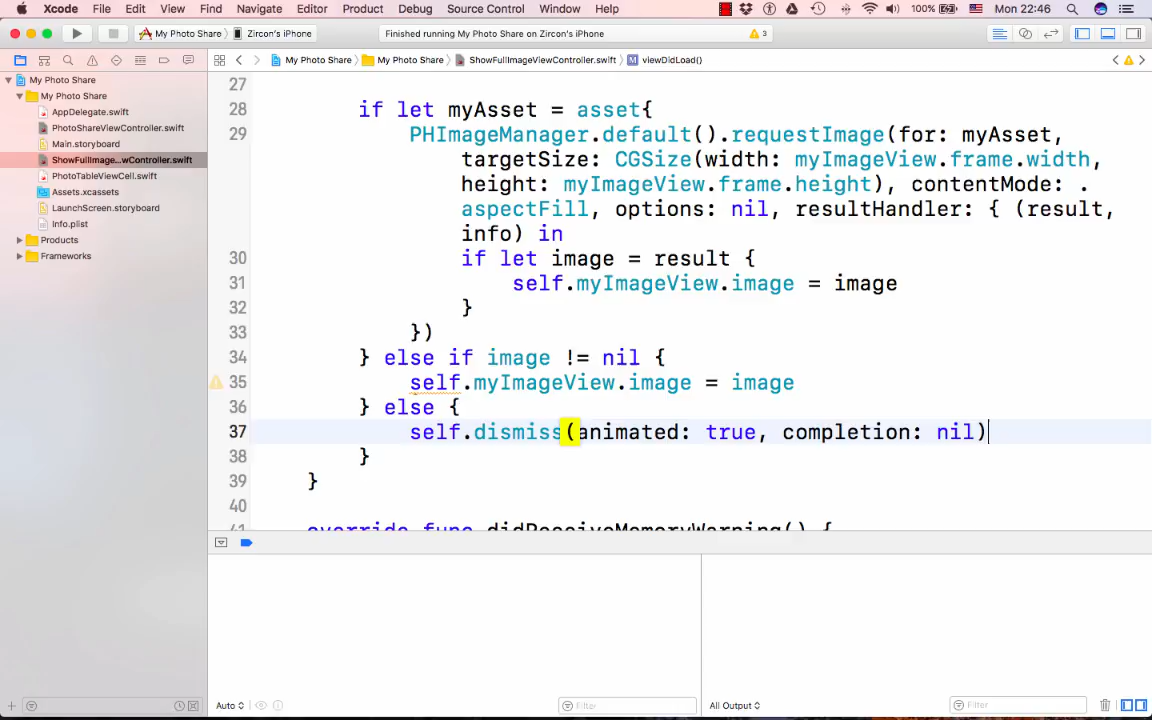 Xcode File Edit View Find Navigate Editor Product Debug Source Control Window Help 100% Mon 22:46
My Photo Share Zircon's iPhone Finished running My Photo Share on Zircon's iPhone 3
My Photo Share My Photo Share ShowFullImageViewController.swift M viewDidLoad()
My Photo Share
My Photo Share
AppDelegate.swift
PhotoShareViewController.swift
Main.storyboard
ShowFullImage...wController.swift
PhotoTableViewCell.swift
Assets.xcassets
LaunchScreen.storyboard
Info.plist
Products
Frameworks
27
28 if let myAsset = asset{
29 PHImageManager.default().requestImage(for: myAsset,
targetSize: CGSize(width: myImageView.frame.width,
height: myImageView.frame.height), contentMode: .
aspectFill, options: nil, resultHandler: { (result,
info) in
30 if let image = result {
31 self.myImageView.image = image
32 }
33 })
34 } else if image != nil {
35 self.myImageView.image = image
36 } else {
37 self.dismiss(animated: true, completion: nil)
38 }
39 }
40
41 override func didReceiveMemoryWarning() {
Auto Filter All Output Filter